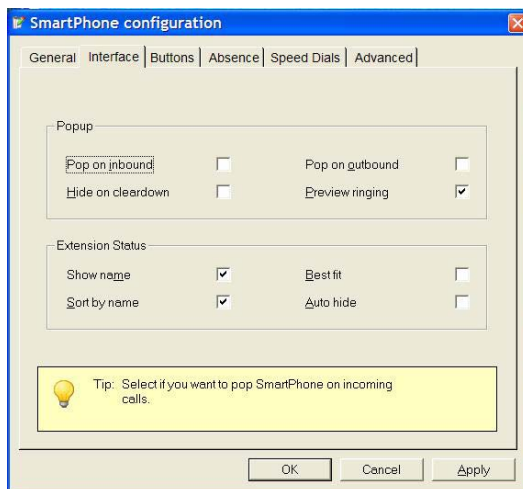 SmartPhone configuration
General Interface Buttons Absence Speed Dials Advanced
Popup
Pop on inbound Pop on outbound
Hide on cleardown Preview ringing
Extension Status
Show name Best fit
Sort by name Auto hide
Tip: Select if you want to pop SmartPhone on incoming
calls.
OK Cancel Apply